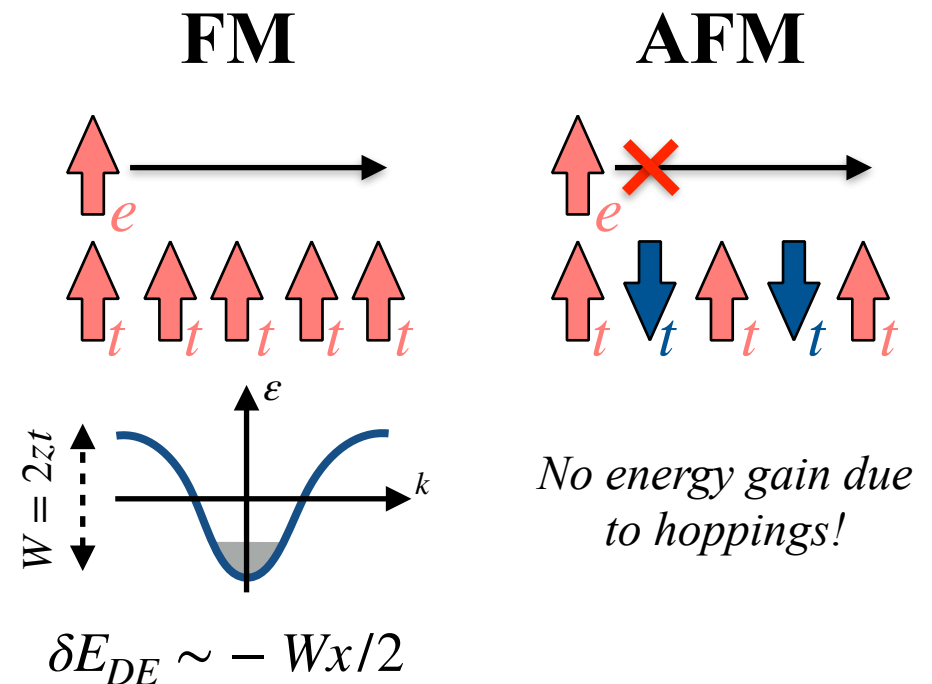 FM
AFM
e
e
t t t t t
t t t t t
ε
k
W = 2zt
No energy gain due
to hoppings!
δE_DE ~ − Wx/2